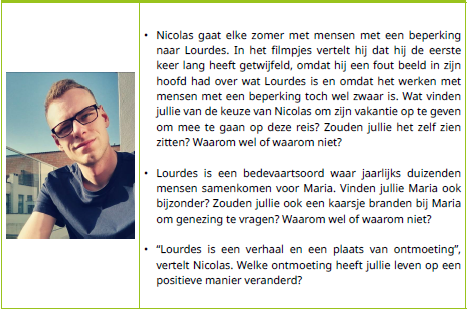 • Nicolas gaat elke zomer met mensen met een beperking
naar Lourdes. In het filmpjes vertelt hij dat hij de eerste
keer lang heeft getwijfeld, omdat hij een fout beeld in zijn
hoofd had over wat Lourdes is en omdat het werken met
mensen met een beperking toch wel zwaar is. Wat vinden
jullie van de keuze van Nicolas om zijn vakantie op te geven
om mee te gaan op deze reis? Zouden jullie het zelf zien
zitten? Waarom wel of waarom niet?
• Lourdes is een bedevaartsoord waar jaarlijks duizenden
mensen samenkomen voor Maria. Vinden jullie Maria ook
bijzonder? Zouden jullie ook een kaarsje branden bij Maria
om genezing te vragen? Waarom wel of waarom niet?
• “Lourdes is een verhaal en een plaats van ontmoeting”,
vertelt Nicolas. Welke ontmoeting heeft jullie leven op een
positieve manier veranderd?